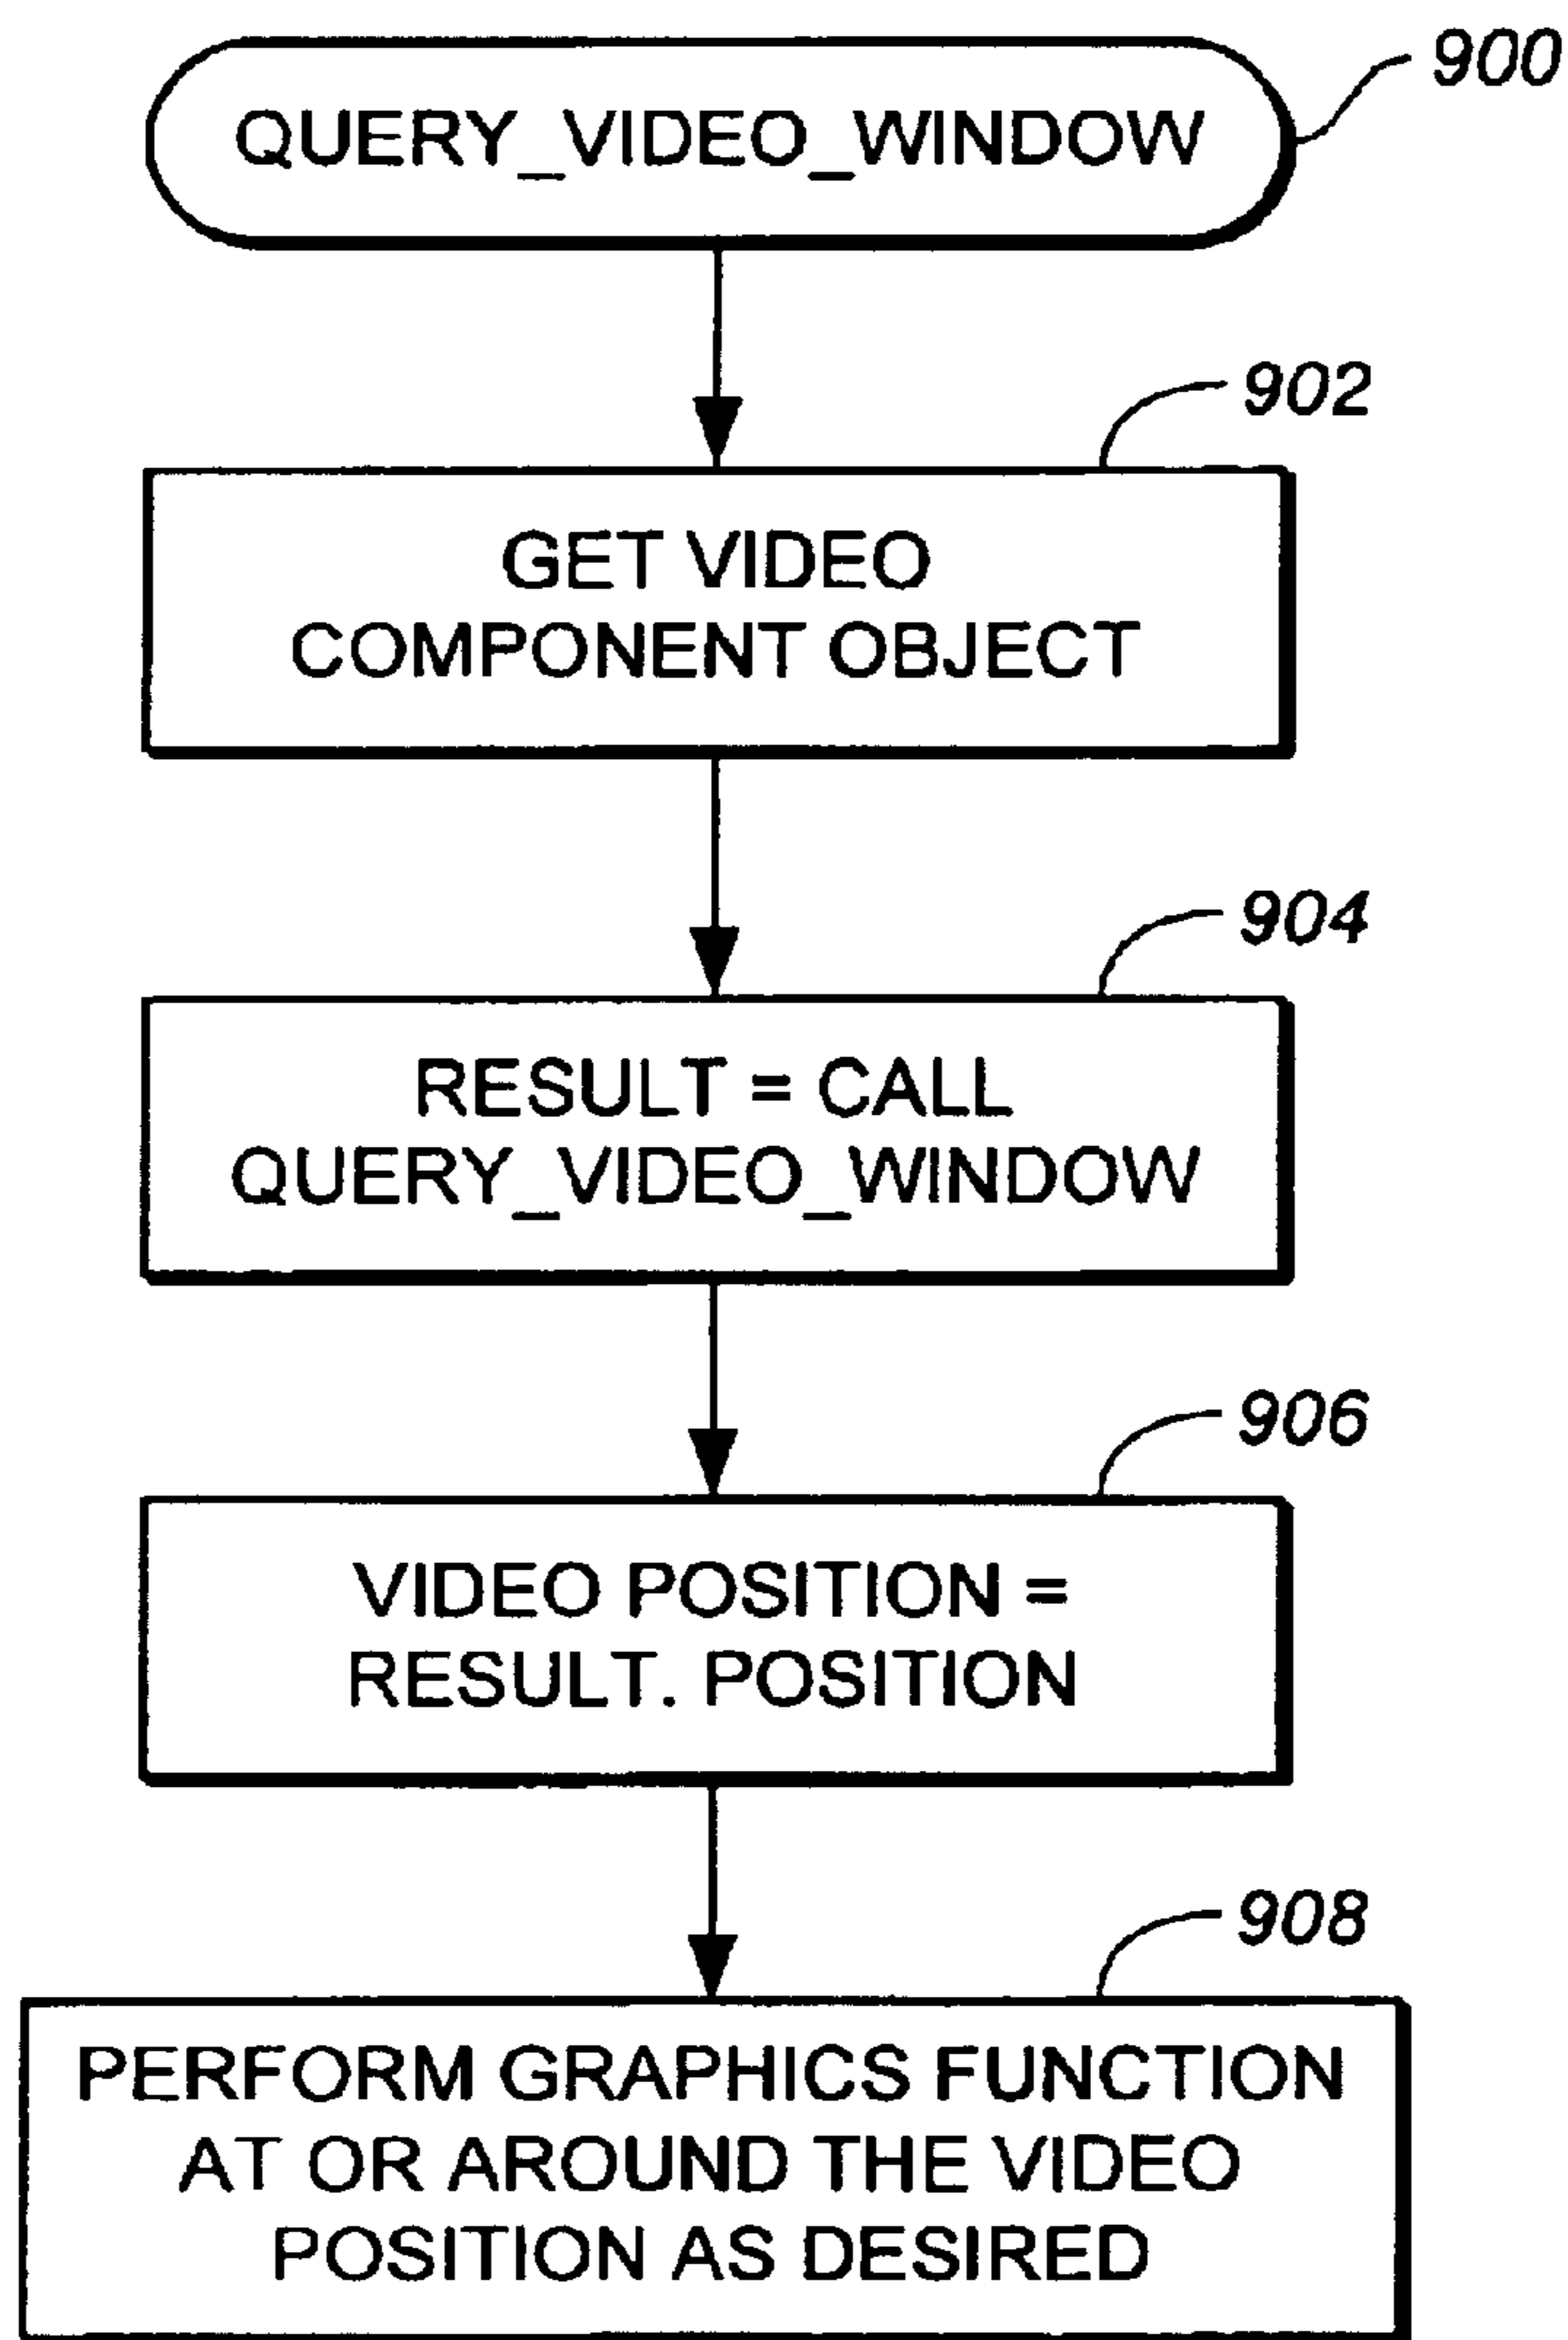 900
QUERY_VIDEO_WINDOW
902
GET VIDEO
COMPONENT OBJECT
904
RESULT = CALL
QUERY_VIDEO_WINDOW
906
VIDEO POSITION =
RESULT. POSITION
908
PERFORM GRAPHICS FUNCTION
AT OR AROUND THE VIDEO
POSITION AS DESIRED